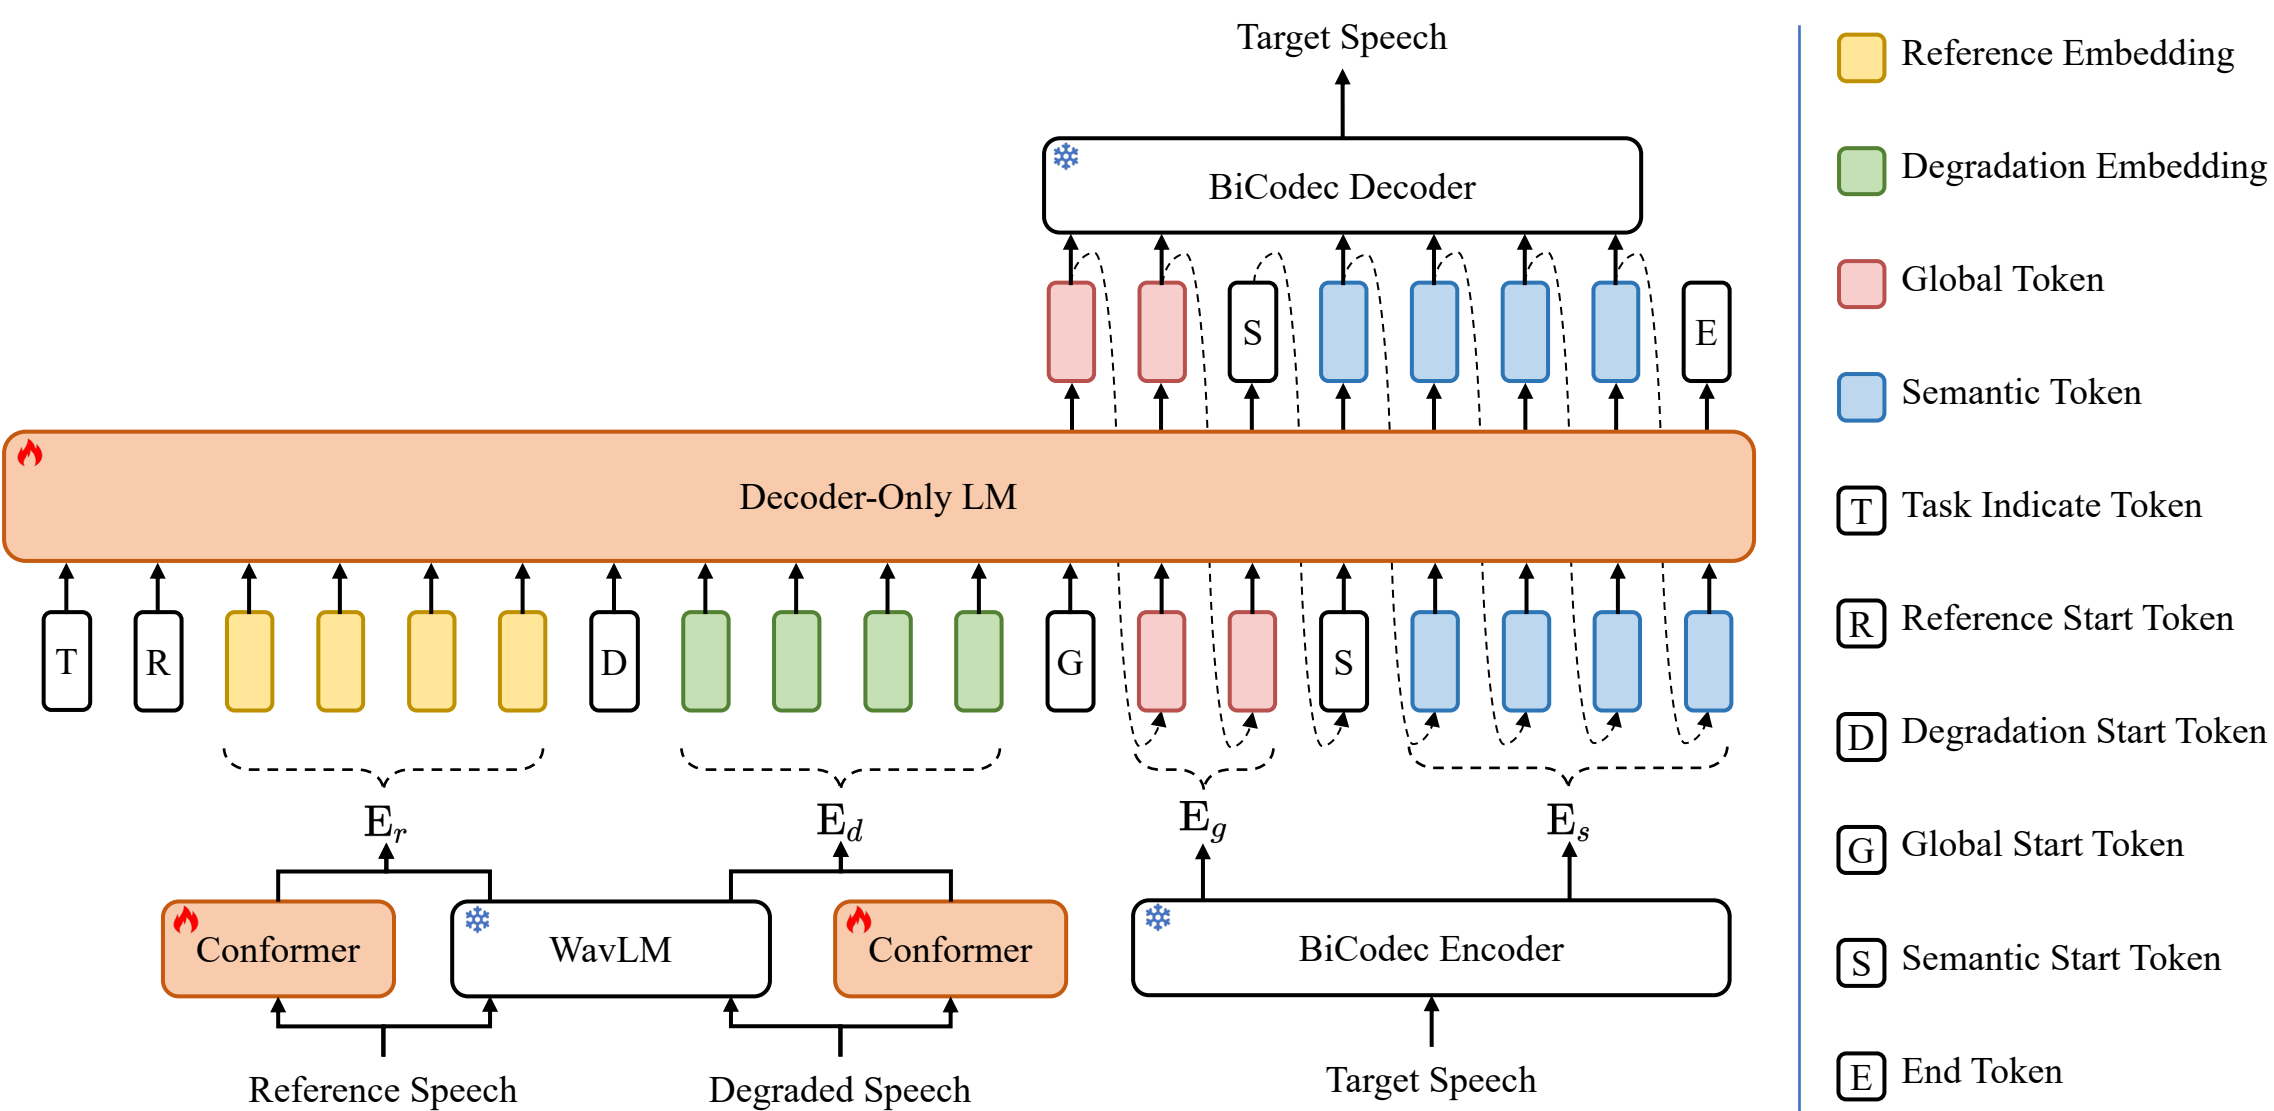 Target Speech
BiCodec Decoder
S
E
Decoder-Only LM
T
R
D
G
S
E_r
E_d
E_g
E_s
Conformer
WavLM
Conformer
BiCodec Encoder
Reference Speech
Degraded Speech
Target Speech
Reference Embedding
Degradation Embedding
Global Token
Semantic Token
T Task Indicate Token
R Reference Start Token
D Degradation Start Token
G Global Start Token
S Semantic Start Token
E End Token